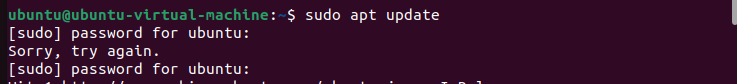 ubuntu@ubuntu-virtual-machine:~$ sudo apt update
[sudo] password for ubuntu:
Sorry, try again.
[sudo] password for ubuntu: